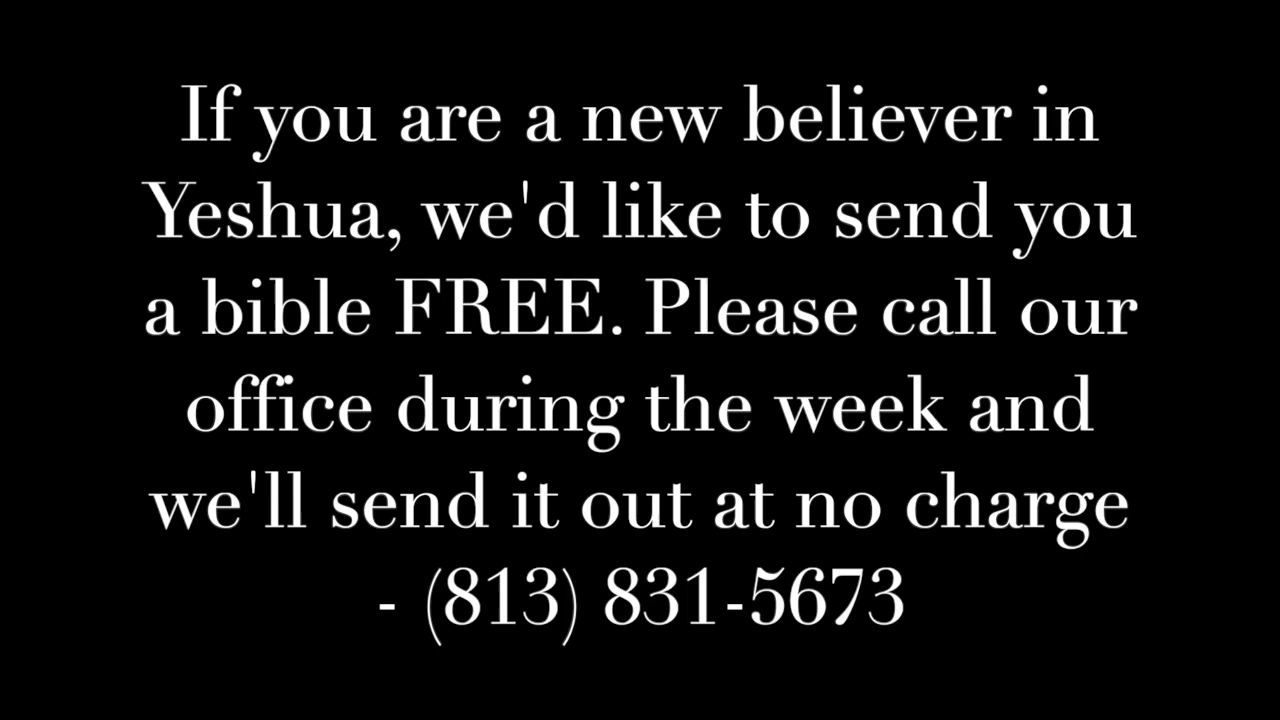 If you are a new believer in
Yeshua, we'd like to send you
a bible FREE. Please call our
office during the week and
we'll send it out at no charge
- (813) 831-5673